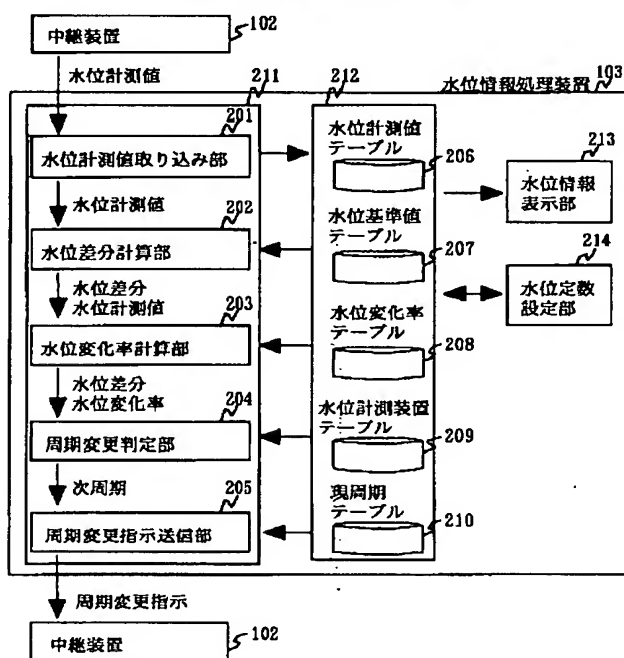 中継装置
102
水位計測値
211
212
水位情報処理装置
103
201
水位計測値取り込み部
水位計測値
テーブル
206
213
水位情報
表示部
水位計測値
202
水位差分計算部
水位基準値
テーブル
207
214
水位定数
設定部
水位差分
水位計測値
203
水位変化率計算部
水位変化率
テーブル
208
水位差分
水位変化率
204
周期変更判定部
水位計測装置
テーブル
209
次周期
205
周期変更指示送信部
現周期
テーブル
210
周期変更指示
中継装置
102